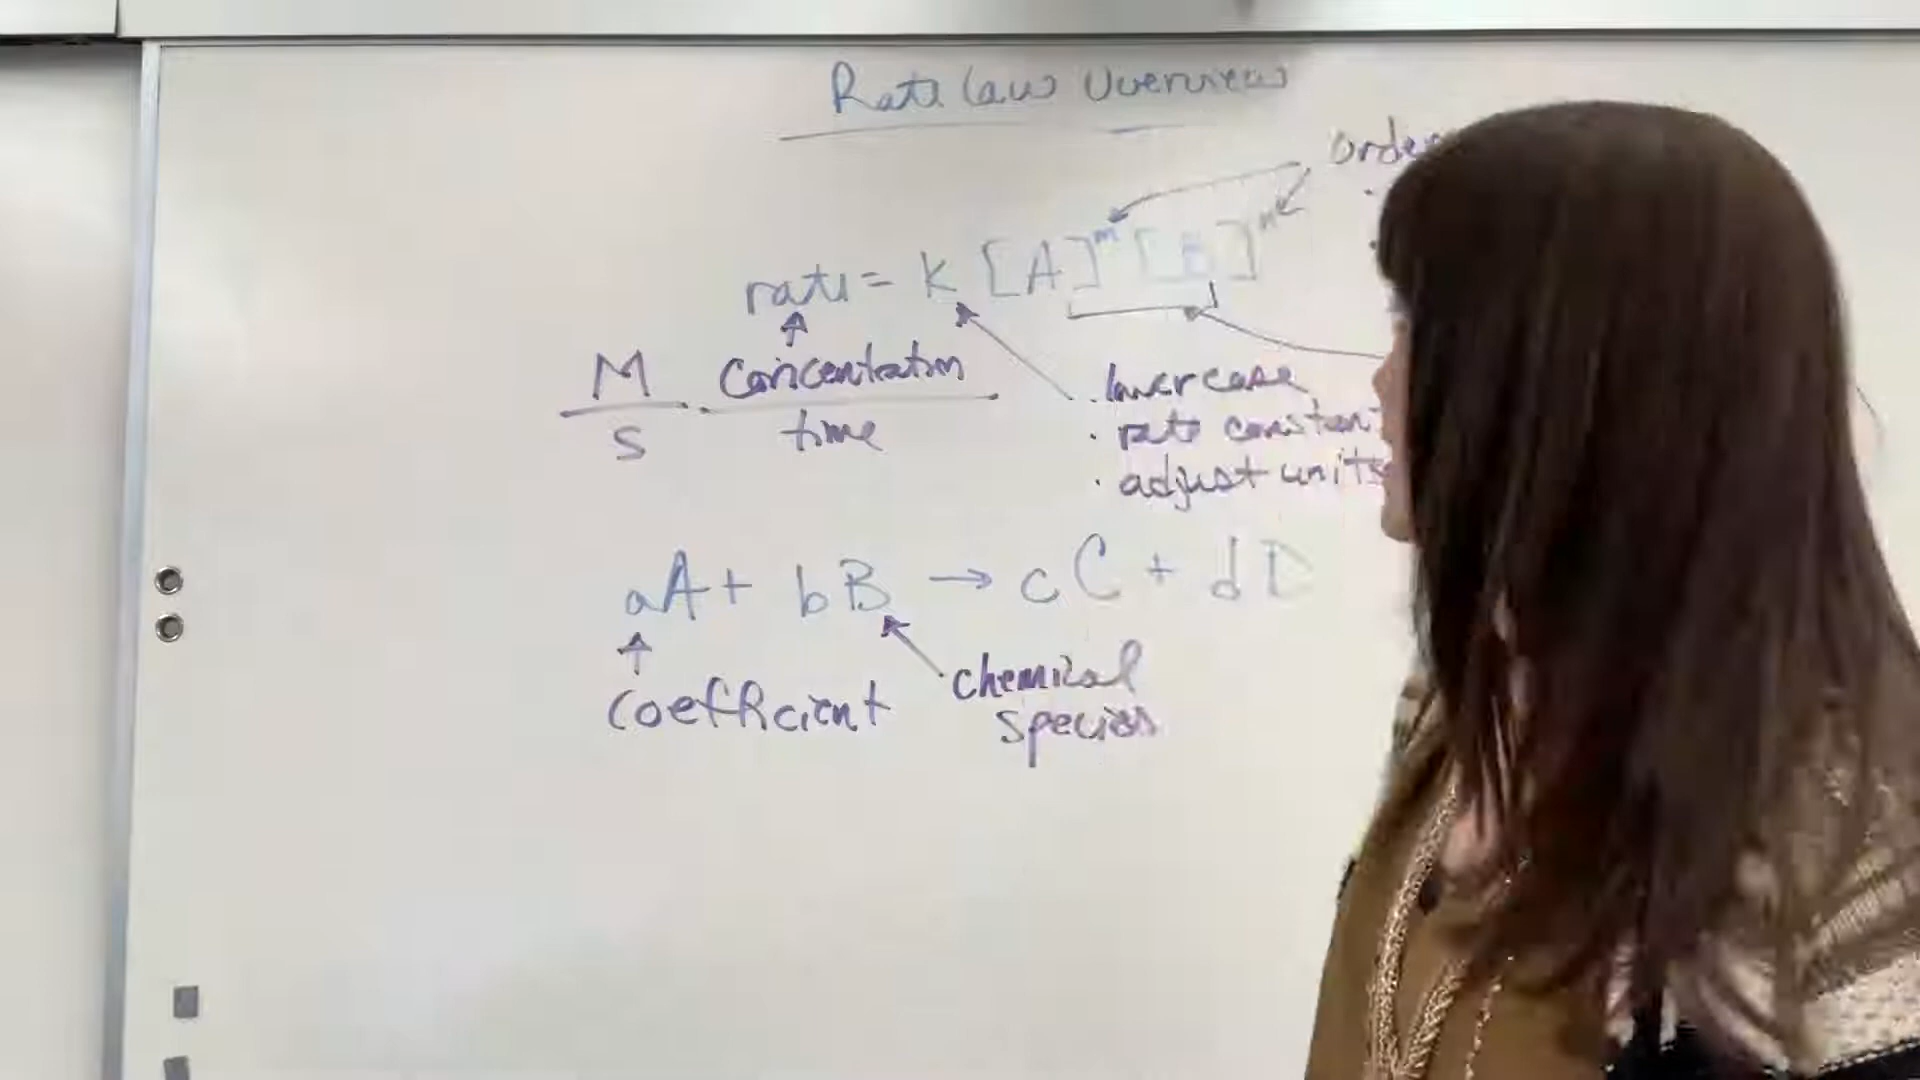 Rate Law Overview
Order
rate = k [A]^m [B]^n
M / s
concentration / time
· lowercase
· rate constant
· adjust units
aA + bB → cC + dD
coefficient
chemical
species